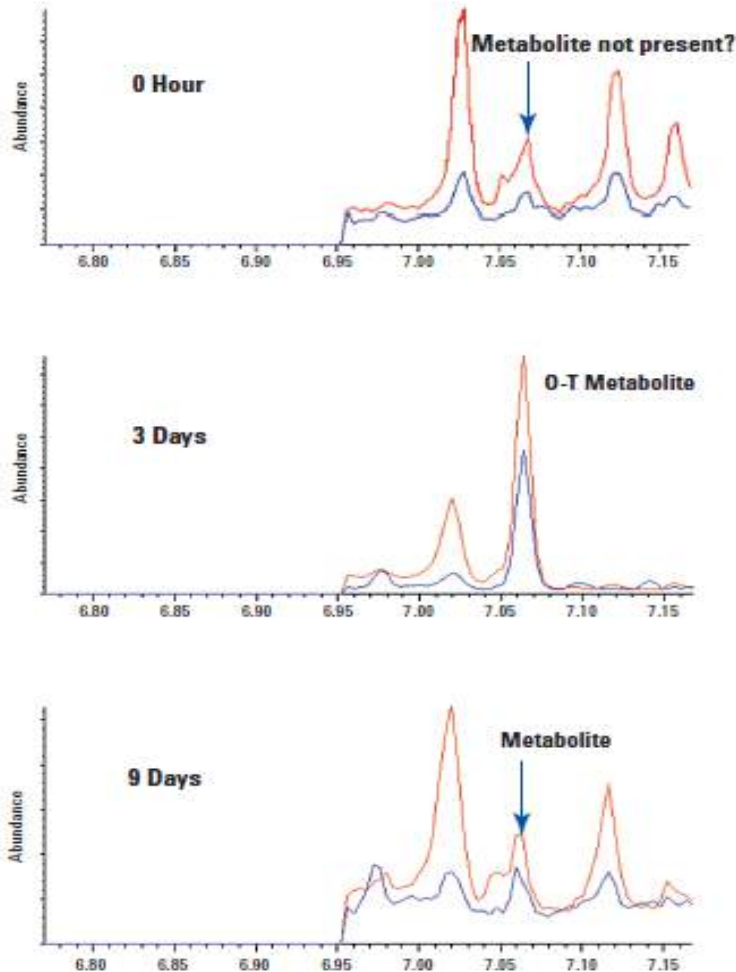 Metabolite not present?
0 Hour
Abundance
6.80 6.85 6.90 6.95 7.00 7.05 7.10 7.15
O-T Metabolite
3 Days
Abundance
6.80 6.85 6.90 6.95 7.00 7.05 7.10 7.15
Metabolite
9 Days
Abundance
6.80 6.85 6.90 6.95 7.00 7.05 7.10 7.15